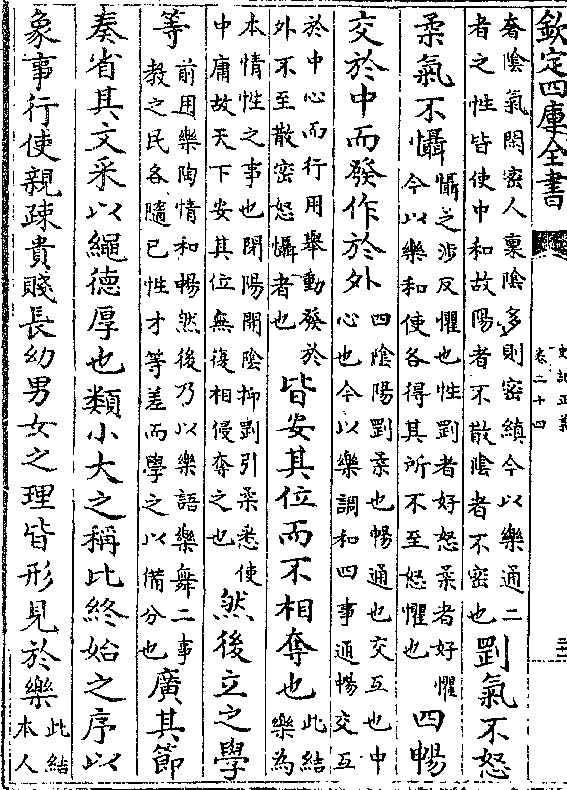 欽定四庫全書
史記正義
卷二十四
奢陰氣閉密人稟陰多則密縝今以樂通二
者之性皆使中和故陽者不散陰者不密也
剛氣不怒
柔氣不懾
懾之涉反懼也性剛者好怒柔者好懼
今以樂和使各得其所不至怒懼也
四暢
交於中而發作於外
四陰陽剛柔也暢通也交互也中
心也今以樂調和四事通暢交互
於中心而行用舉動發於
外不至散密怒懾者也
皆安其位而不相奪也
此結
樂為
本情性之事也閉陽開陰抑剛引柔悉使
中庸故天下安其位無復相侵奪之也
然後立之學
等
前用樂陶情和暢然後乃以樂語樂舞二事
教之民各隨已性才等差而學之以備分也
廣其節
奏省其文采以繩德厚也類小大之稱比終始之序以
象事行使親疎貴賤長幼男女之理皆形見於樂
此結
本人